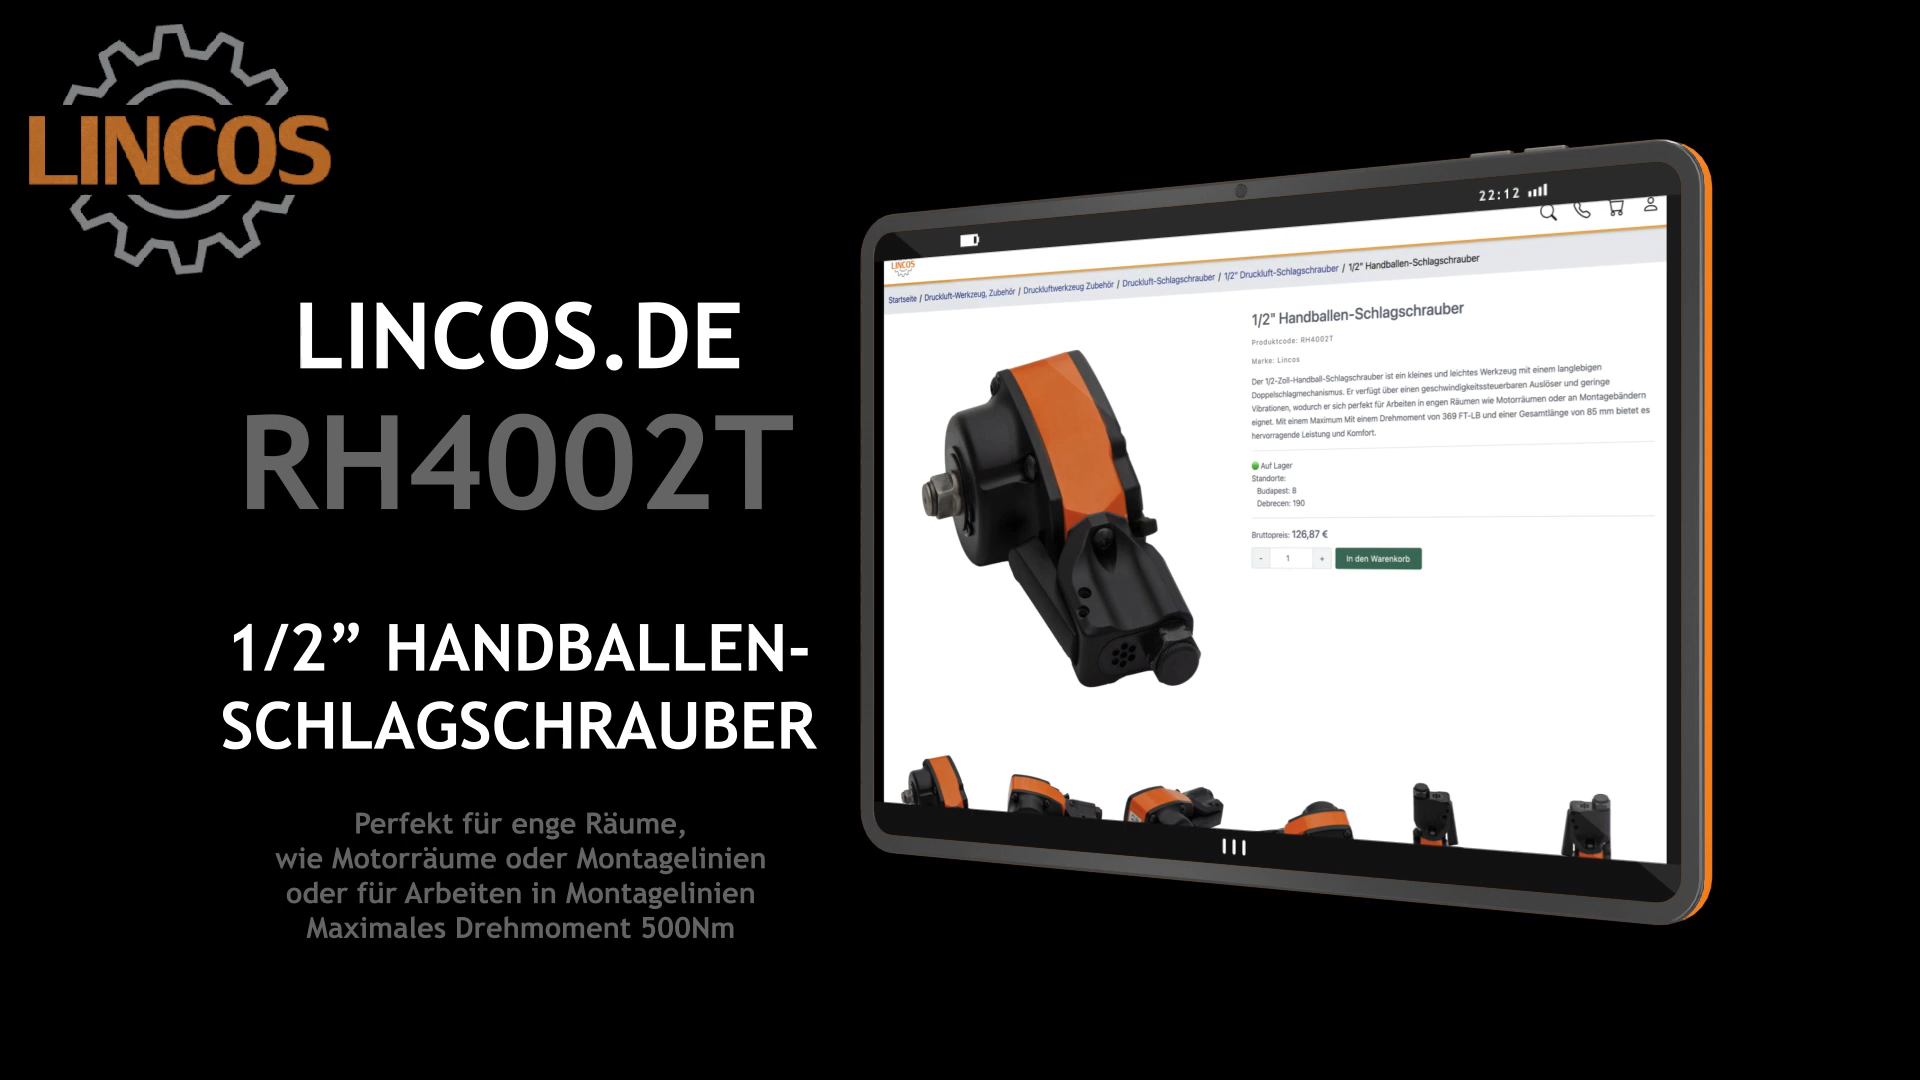 LINCOS
LINCOS.DE
RH4002T
1/2” HANDBALLEN-
SCHLAGSCHRAUBER
Perfekt für enge Räume,
wie Motorräume oder Montagelinien
oder für Arbeiten in Montagelinien
Maximales Drehmoment 500Nm
22:12
LINCOS
Startseite / Druckluft-Werkzeug, Zubehör / Druckluftwerkzeug Zubehör / Druckluft-Schlagschrauber / 1/2" Druckluft-Schlagschrauber / 1/2" Handballen-Schlagschrauber
1/2" Handballen-Schlagschrauber
Produktcode: RH4002T
Marke: Lincos
Der 1/2-Zoll-Handball-Schlagschrauber ist ein kleines und leichtes Werkzeug mit einem langlebigen
Doppelschlagmechanismus. Er verfügt über einen geschwindigkeitssteuerbaren Auslöser und geringe
Vibrationen, wodurch er sich perfekt für Arbeiten in engen Räumen wie Motorräumen oder an Montagebändern
eignet. Mit einem Maximum Mit einem Drehmoment von 369 FT-LB und einer Gesamtlänge von 85 mm bietet es
hervorragende Leistung und Komfort.
Auf Lager
Standorte:
Budapest: 8
Debrecen: 190
Bruttopreis: 126,87 €
- 1 + In den Warenkorb